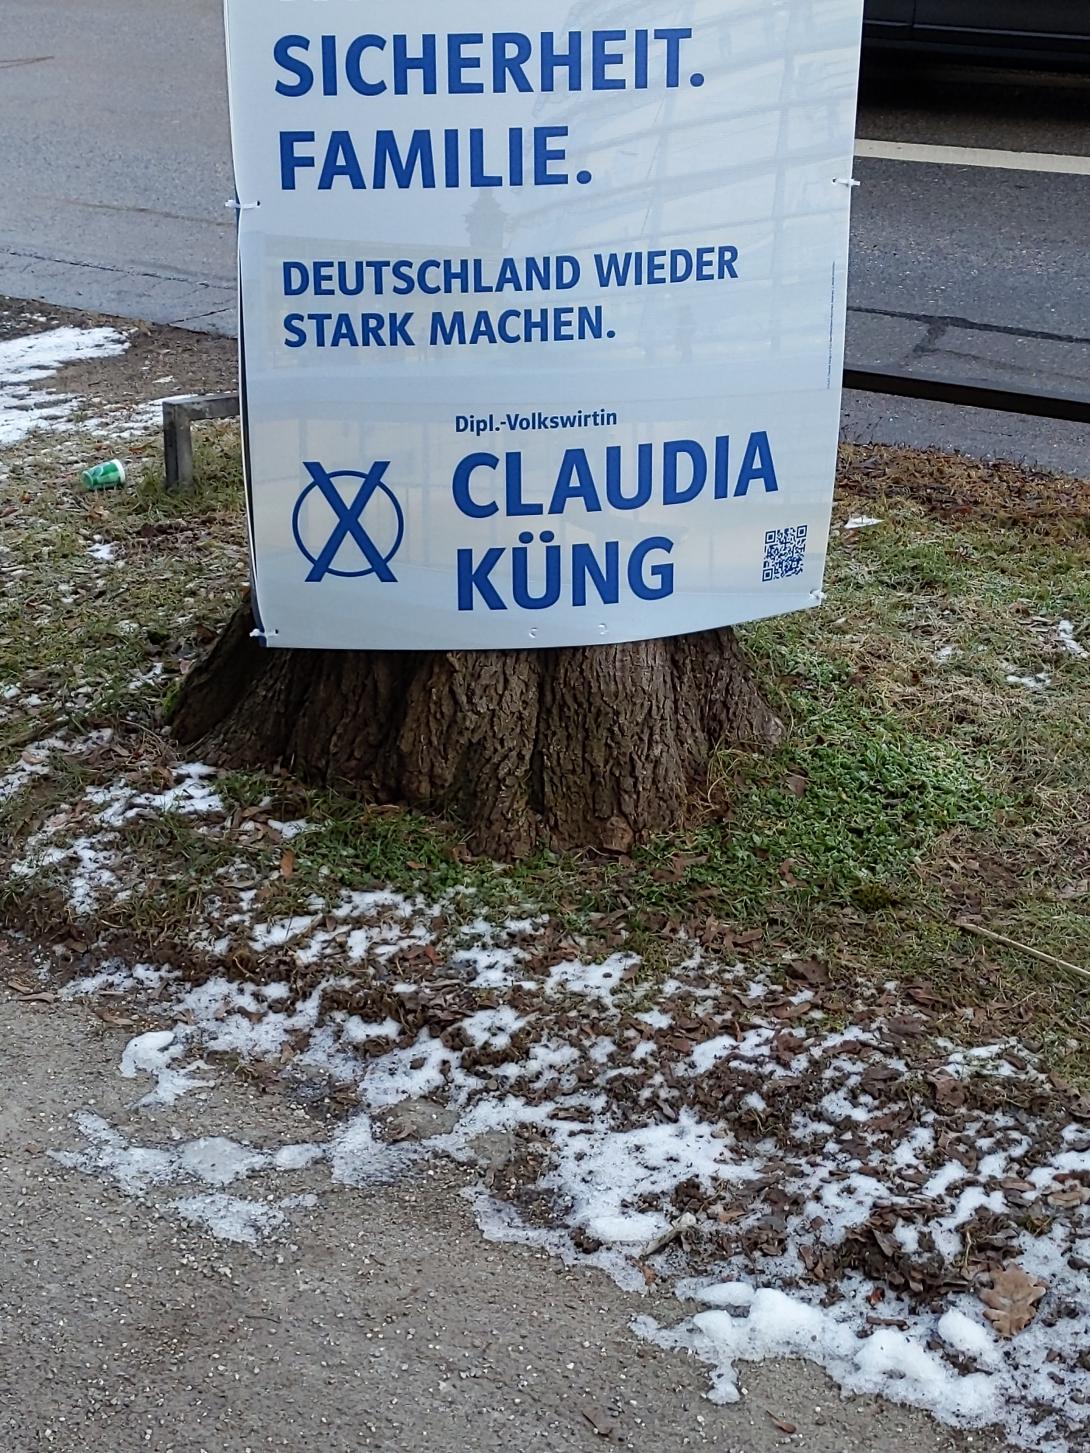 SICHERHEIT.
FAMILIE.
DEUTSCHLAND WIEDER
STARK MACHEN.
Dipl.-Volkswirtin
CLAUDIA
KÜNG